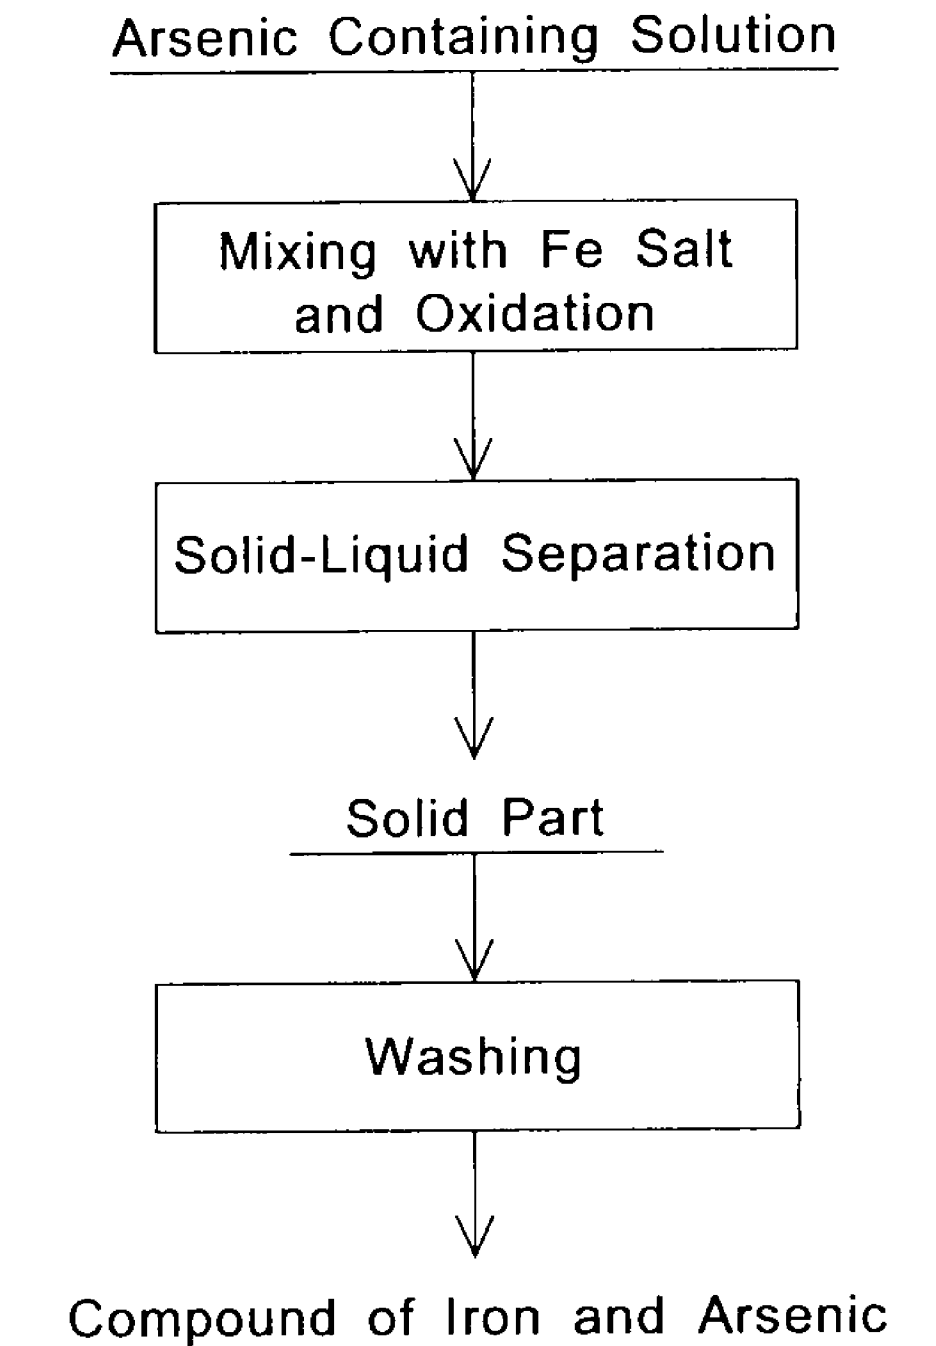 Arsenic Containing Solution
Mixing with Fe Salt
and Oxidation
Solid-Liquid Separation
Solid Part
Washing
Compound of Iron and Arsenic